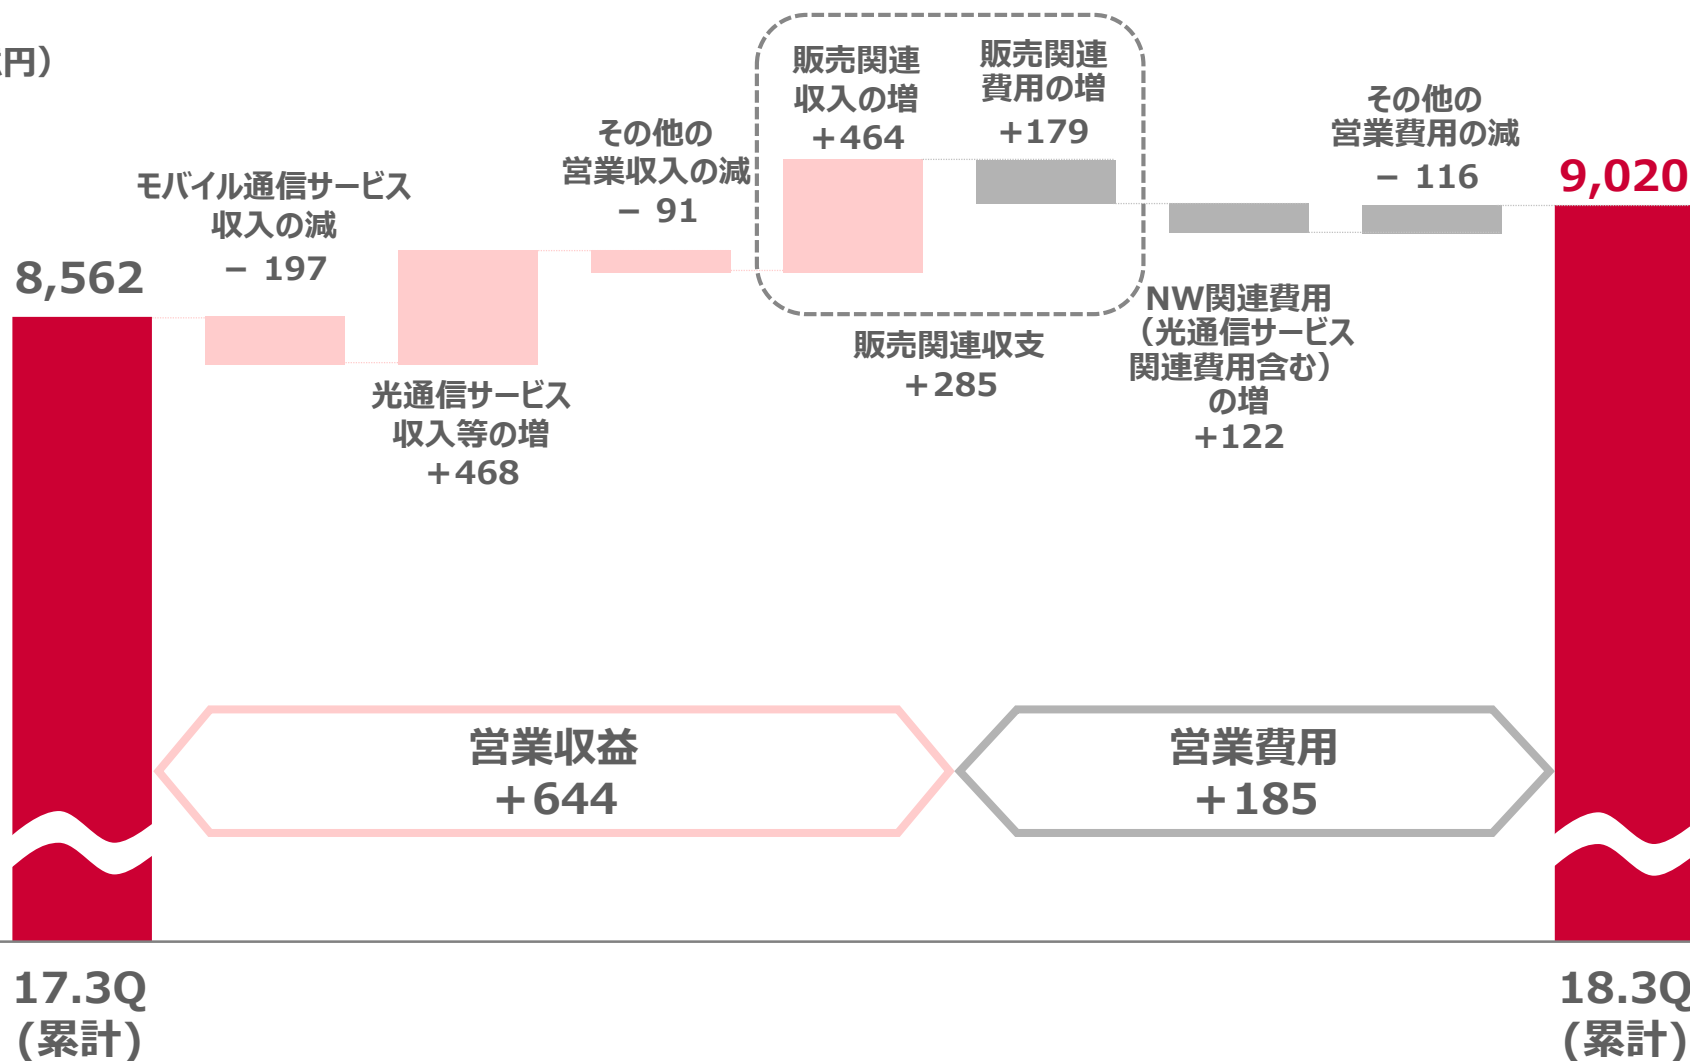 円）
モバイル通信サービス
収入の減
－ 197
その他の
営業収入の減
－ 91
販売関連
収入の増
＋464
販売関連
費用の増
＋179
その他の
営業費用の減
－ 116
9,020
8,562
光通信サービス
収入等の増
＋468
販売関連収支
＋285
NW関連費用
（光通信サービス
関連費用含む）
の増
＋122
営業収益
＋644
営業費用
＋185
17.3Q
(累計)
18.3Q
(累計)